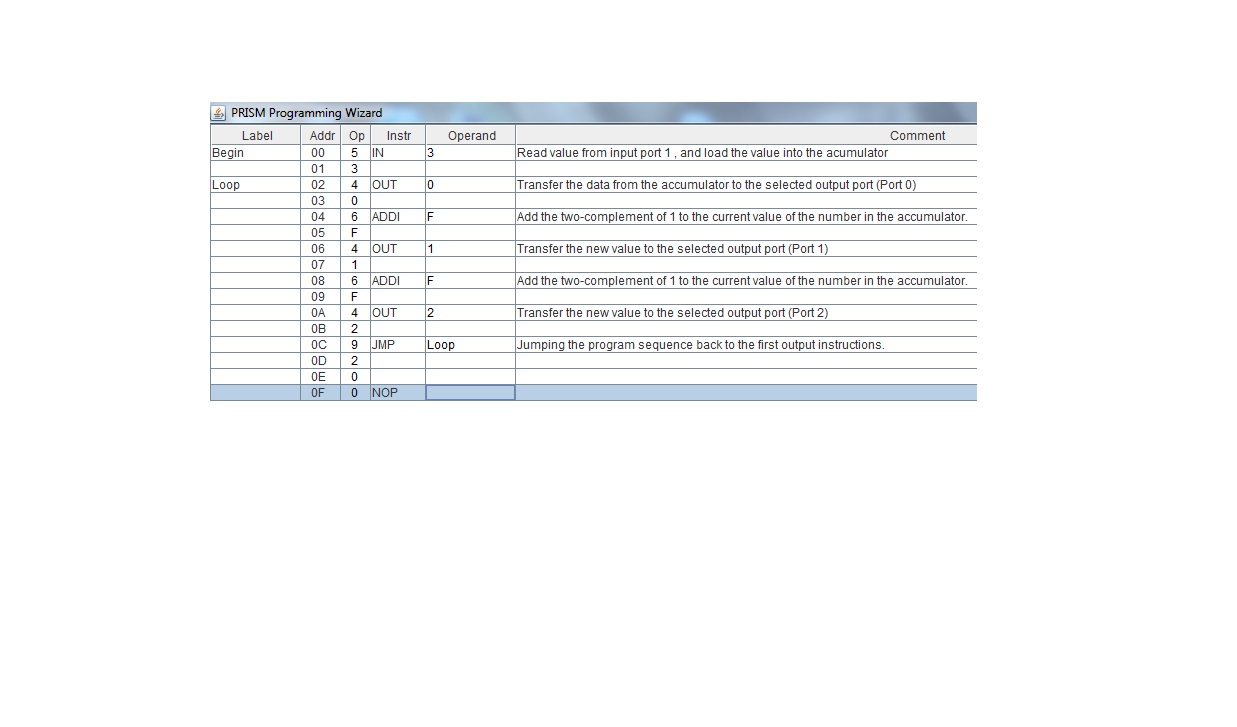 PRISM Programming Wizard
Label Addr Op Instr Operand Comment
Begin 00 5 IN 3 Read value from input port 1 , and load the value into the acumulator
01 3
Loop 02 4 OUT 0 Transfer the data from the accumulator to the selected output port (Port 0)
03 0
04 6 ADDI F Add the two-complement of 1 to the current value of the number in the accumulator.
05 F
06 4 OUT 1 Transfer the new value to the selected output port (Port 1)
07 1
08 6 ADDI F Add the two-complement of 1 to the current value of the number in the accumulator.
09 F
0A 4 OUT 2 Transfer the new value to the selected output port (Port 2)
0B 2
0C 9 JMP Loop Jumping the program sequence back to the first output instructions.
0D 2
0E 0
0F 0 NOP